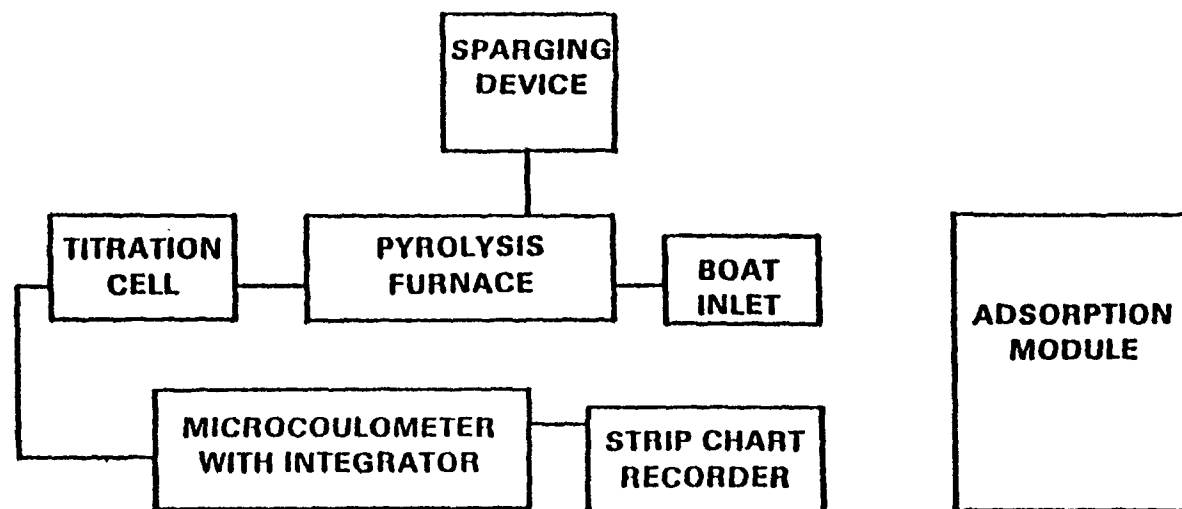 SPARGING
DEVICE
TITRATION
CELL
PYROLYSIS
FURNACE
BOAT
INLET
ADSORPTION
MODULE
MICROCOULOMETER
WITH INTEGRATOR
STRIP CHART
RECORDER